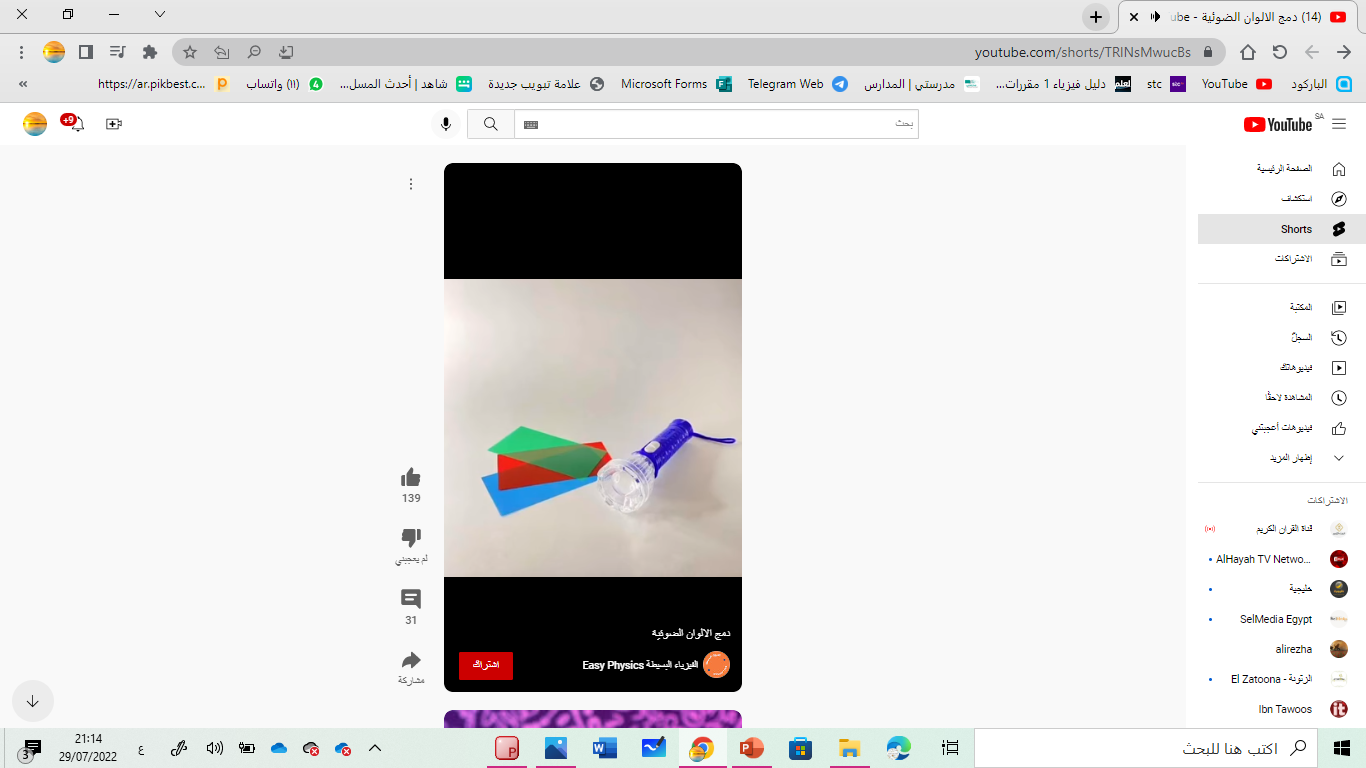 (14) دمج الالوان الضوئية - ube
youtube.com/shorts/TRINsMwucBs
الباركود
YouTube
stc
دليل فيزياء 1 مقررات...
مدرستي | المدارس
Telegram Web
Microsoft Forms
علامة تبويب جديدة
شاهد | أحدث المسل...
(11) واتساب
https://ar.pikbest.c...
«
YouTube SA
بحث
+9
الصفحة الرئيسية
استكشاف
Shorts
الاشتراكات
المكتبة
السجلّ
فيديوهاتك
المشاهدة لاحقًا
فيديوهات أعجبتني
إظهار المزيد
الاشتراكات
قناة القران الكريم
AlHayah TV Netwo...
خليجية
SelMedia Egypt
alirezha
الزتونة - El Zatoona
Ibn Tawoos
139
لم يعجبني
31
مشاركة
دمج الالوان الضوئية
الفيزياء البسيطة Easy Physics
اشتراك
اكتب هنا للبحث
ع
21:14
29/07/2022
3